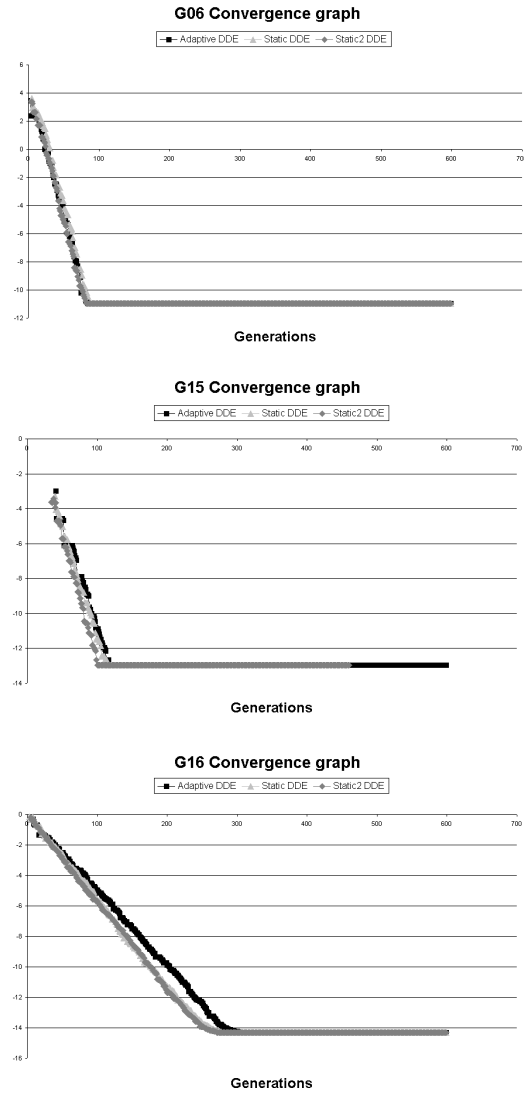 G06 Convergence graph
Adaptive DDE Static DDE Static2 DDE
6
4
2
0
0 100 200 300 400 500 600 700
-2
-4
-6
-8
-10
-12
Generations
G15 Convergence graph
Adaptive DDE Static DDE Static2 DDE
0
0 100 200 300 400 500 600 700
-2
-4
-6
-8
-10
-12
-14
Generations
G16 Convergence graph
Adaptive DDE Static DDE Static2 DDE
0
0 100 200 300 400 500 600 700
-2
-4
-6
-8
-10
-12
-14
-16
Generations